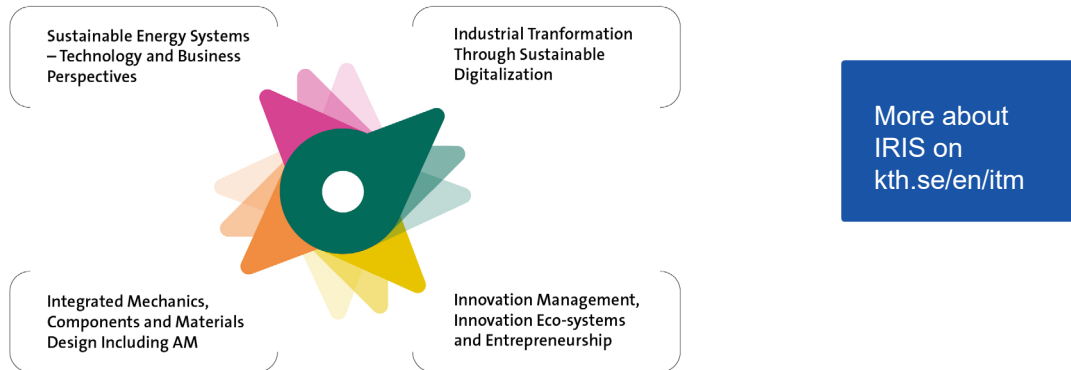 Sustainable Energy Systems
– Technology and Business
Perspectives
Industrial Tranformation
Through Sustainable
Digitalization
More about
IRIS on
kth.se/en/itm
Integrated Mechanics,
Components and Materials
Design Including AM
Innovation Management,
Innovation Eco-systems
and Entrepreneurship